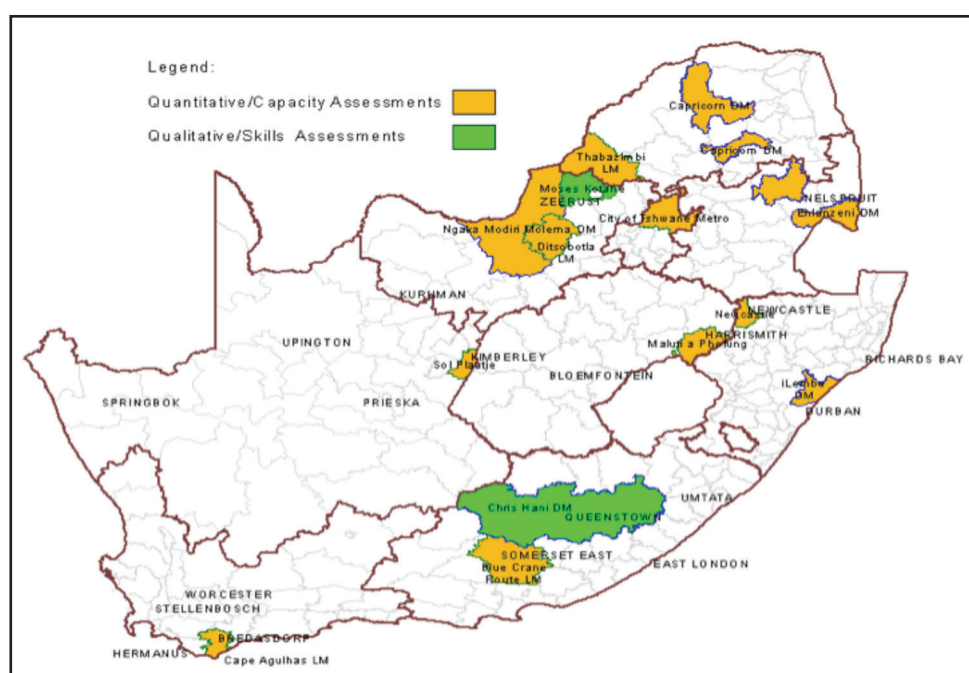 Legend:
Quantitative/Capacity Assessments
Qualitative/Skills Assessments
Capricorn DM
Capricorn DM
Thabazimbi
LM
Moses Kotane
ZEERUST
NELSPRUIT
Ehlanzeni DM
City of Tshwane Metro
Ngaka Modiri Molema DM
Ditsobotla
LM
KURUMAN
NEWCASTLE
Newcastle
HARRISMITH
UPINGTON
KIMBERLEY
Sol Plaatje
BLOEMFONTEIN
RICHARDS BAY
iLembe
DM
DURBAN
SPRINGBOK
PRIESKA
UMTATA
Chris Hani DM
QUEENSTOWN
SOMERSET EAST
Blue Crane
Route LM
EAST LONDON
WORCESTER
STELLENBOSCH
BREDASDORP
HERMANUS
Cape Agulhas LM